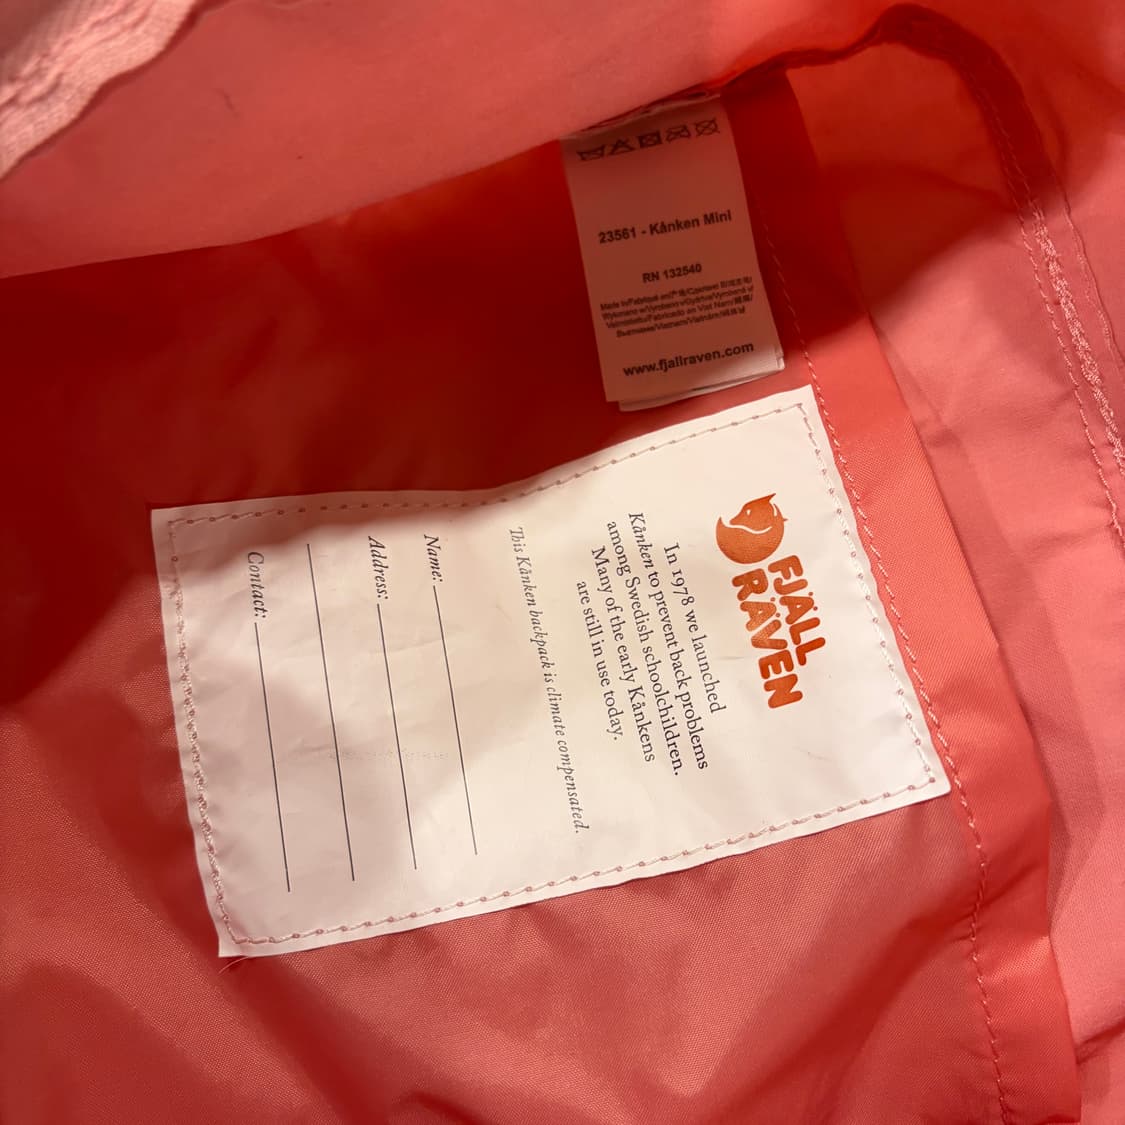 23561 - Kånken Mini
RN 132540
www.fjallraven.com
FJÄLL
RÄVEN
In 1978 we launched
Kånken to prevent back problems
among Swedish schoolchildren.
Many of the early Kånkens
are still in use today.
This Kånken backpack is climate compensated.
Name:
Address:
Contact: